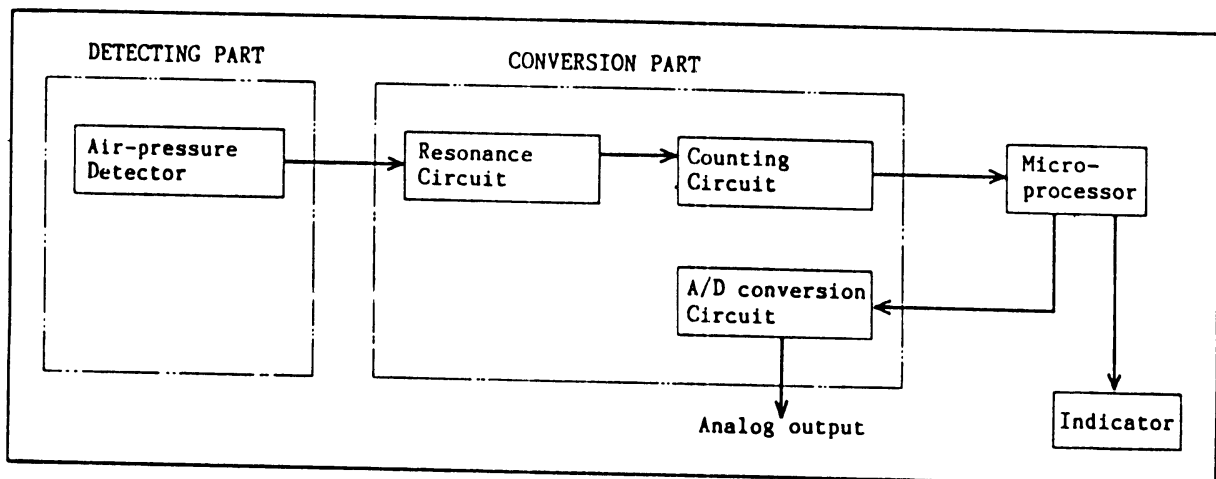 DETECTING PART
CONVERSION PART
Air-pressure
Detector
Resonance
Circuit
Counting
Circuit
Micro-
processor
A/D conversion
Circuit
Analog output
Indicator